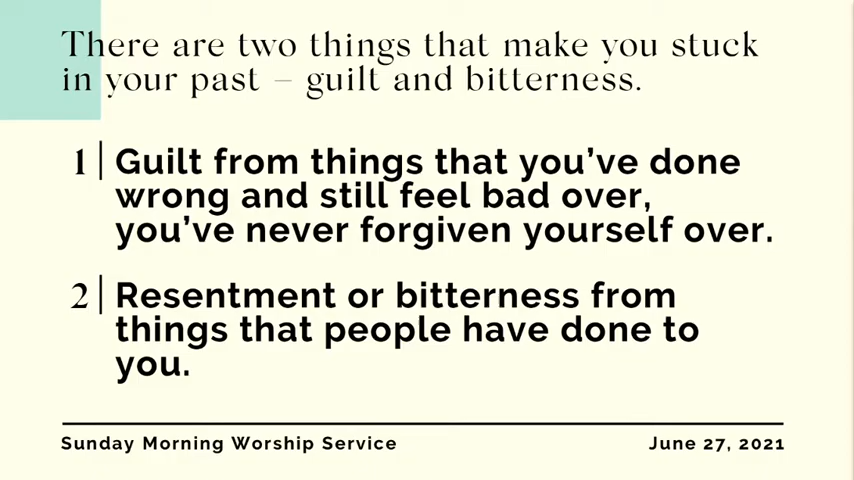 There are two things that make you stuck
in your past – guilt and bitterness.
1 Guilt from things that you’ve done
wrong and still feel bad over,
you’ve never forgiven yourself over.
2 Resentment or bitterness from
things that people have done to
you.
Sunday Morning Worship Service June 27, 2021